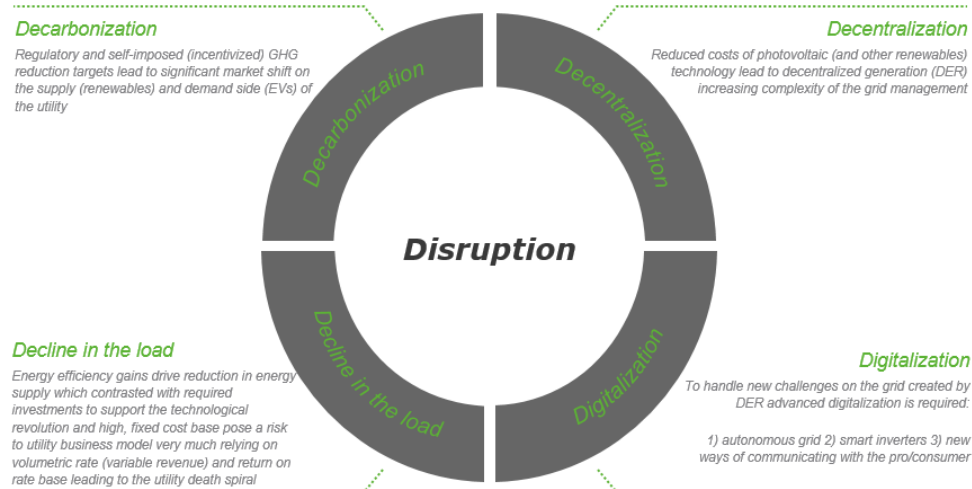 Decarbonization
Regulatory and self-imposed (incentivized) GHG
reduction targets lead to significant market shift on
the supply (renewables) and demand side (EVs) of
the utility
Decentralization
Reduced costs of photovoltaic (and other renewables)
technology lead to decentralized generation (DER)
increasing complexity of the grid management
Decarbonization
Decentralization
Disruption
Decline in the load
Digitalization
Decline in the load
Energy efficiency gains drive reduction in energy
supply which contrasted with required
investments to support the technological
revolution and high, fixed cost base pose a risk
to utility business model very much relying on
volumetric rate (variable revenue) and return on
rate base leading to the utility death spiral
Digitalization
To handle new challenges on the grid created by
DER advanced digitalization is required:
1) autonomous grid 2) smart inverters 3) new
ways of communicating with the pro/consumer